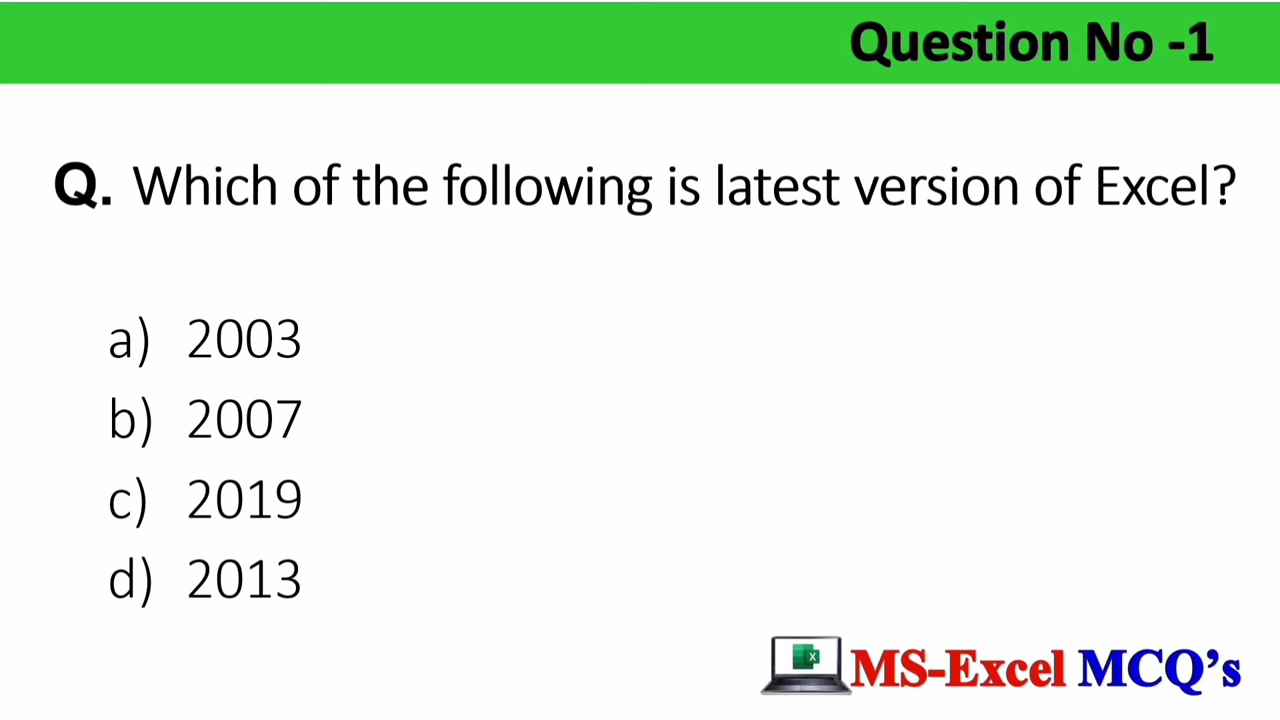 Question No -1
Q. Which of the following is latest version of Excel?
a) 2003
b) 2007
c) 2019
d) 2013
MS-Excel MCQ’s